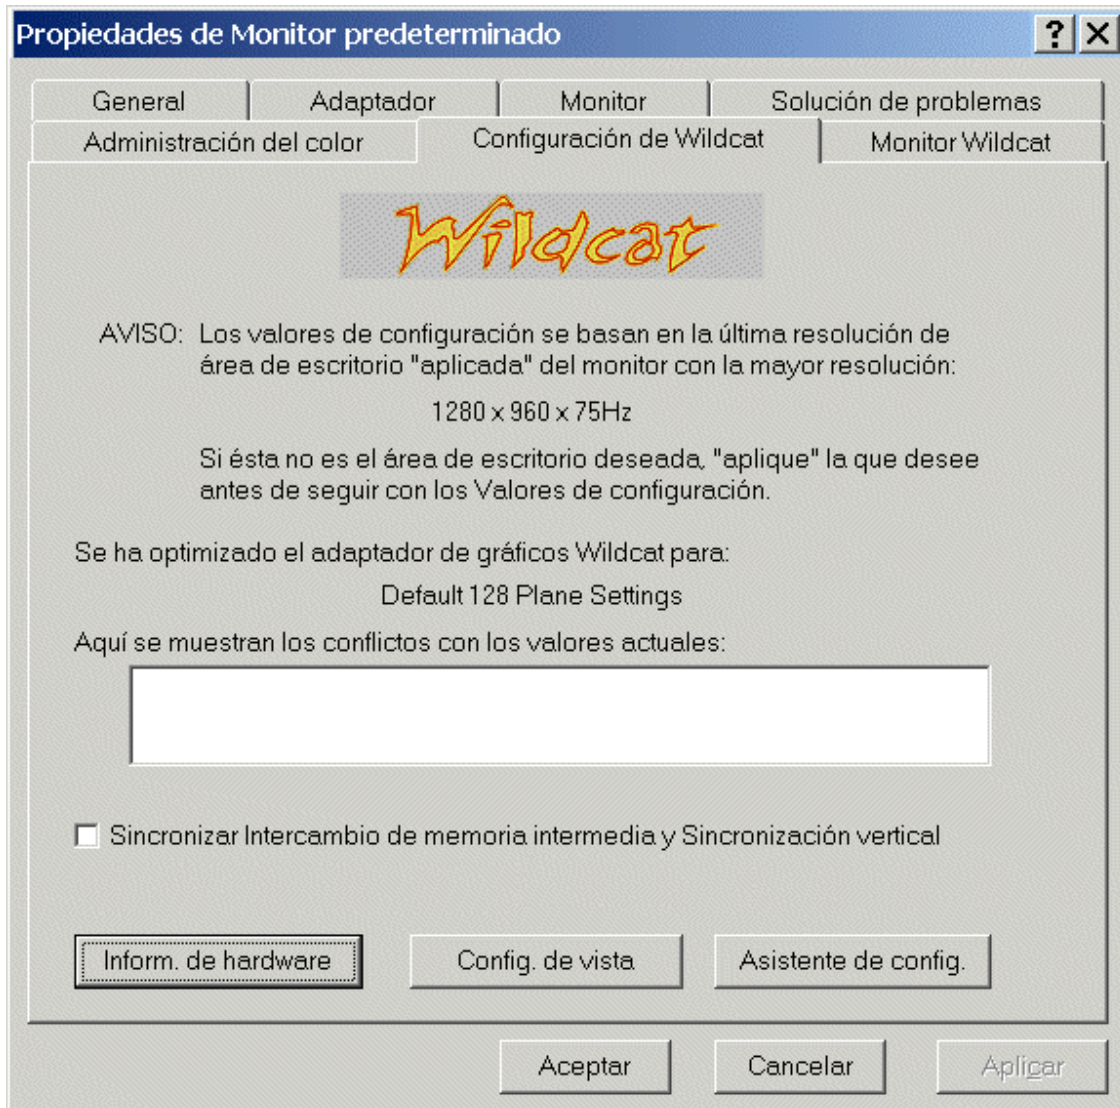 Propiedades de Monitor predeterminado
General Adaptador Monitor Solución de problemas
Administración del color Configuración de Wildcat Monitor Wildcat
Wildcat
AVISO: Los valores de configuración se basan en la última resolución de
área de escritorio "aplicada" del monitor con la mayor resolución:
1280 x 960 x 75Hz
Si ésta no es el área de escritorio deseada, "aplique" la que desee
antes de seguir con los Valores de configuración.
Se ha optimizado el adaptador de gráficos Wildcat para:
Default 128 Plane Settings
Aquí se muestran los conflictos con los valores actuales:
Sincronizar Intercambio de memoria intermedia y Sincronización vertical
Inform. de hardware Config. de vista Asistente de config.
Aceptar Cancelar Aplicar